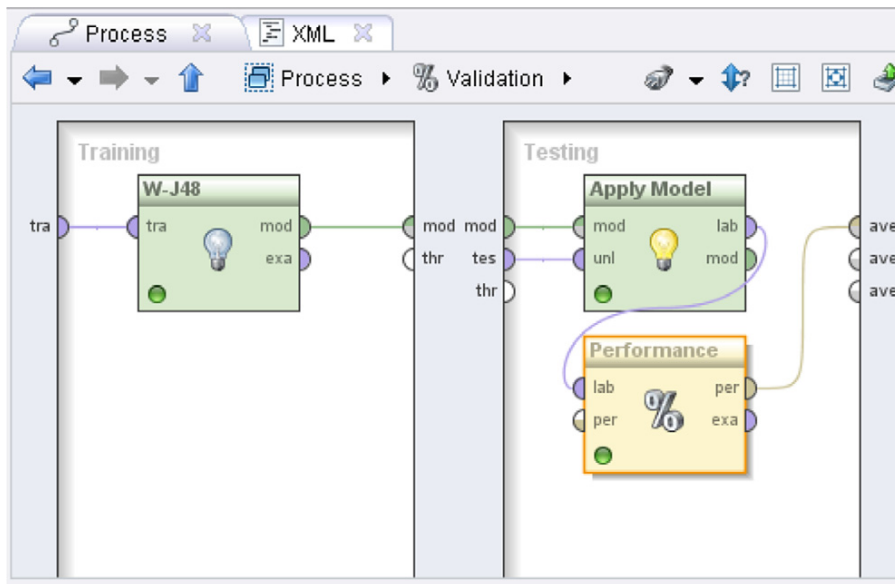 Process XML
Process Validation
Training
W-J48
tra tra mod mod
exa thr
Testing
Apply Model
mod mod lab ave
tes unl mod ave
thr ave
Performance
lab per
per exa